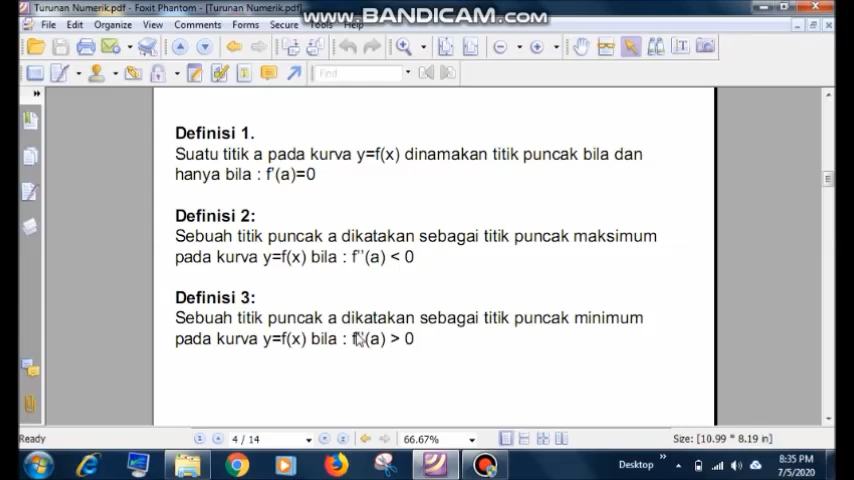 Turunan Numerik.pdf - Foxit Phantom - [Turunan Numerik.pdf]
www.BANDICAM.com
File Edit Organize View Comments Forms Secure Tools Help
Find
Definisi 1.
Suatu titik a pada kurva y=f(x) dinamakan titik puncak bila dan
hanya bila : f'(a)=0
Definisi 2:
Sebuah titik puncak a dikatakan sebagai titik puncak maksimum
pada kurva y=f(x) bila : f''(a) < 0
Definisi 3:
Sebuah titik puncak a dikatakan sebagai titik puncak minimum
pada kurva y=f(x) bila : f''(a) > 0
Ready 4 / 14 66.67% Size: [10.99 * 8.19 in]
Desktop 8:35 PM
7/5/2020